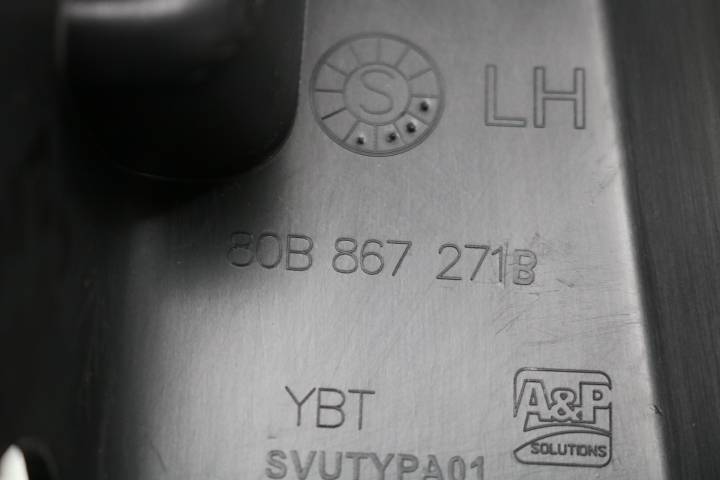 S
LH
80B 867 271B
YBT
A&P
SOLUTIONS
SVUTYPA01